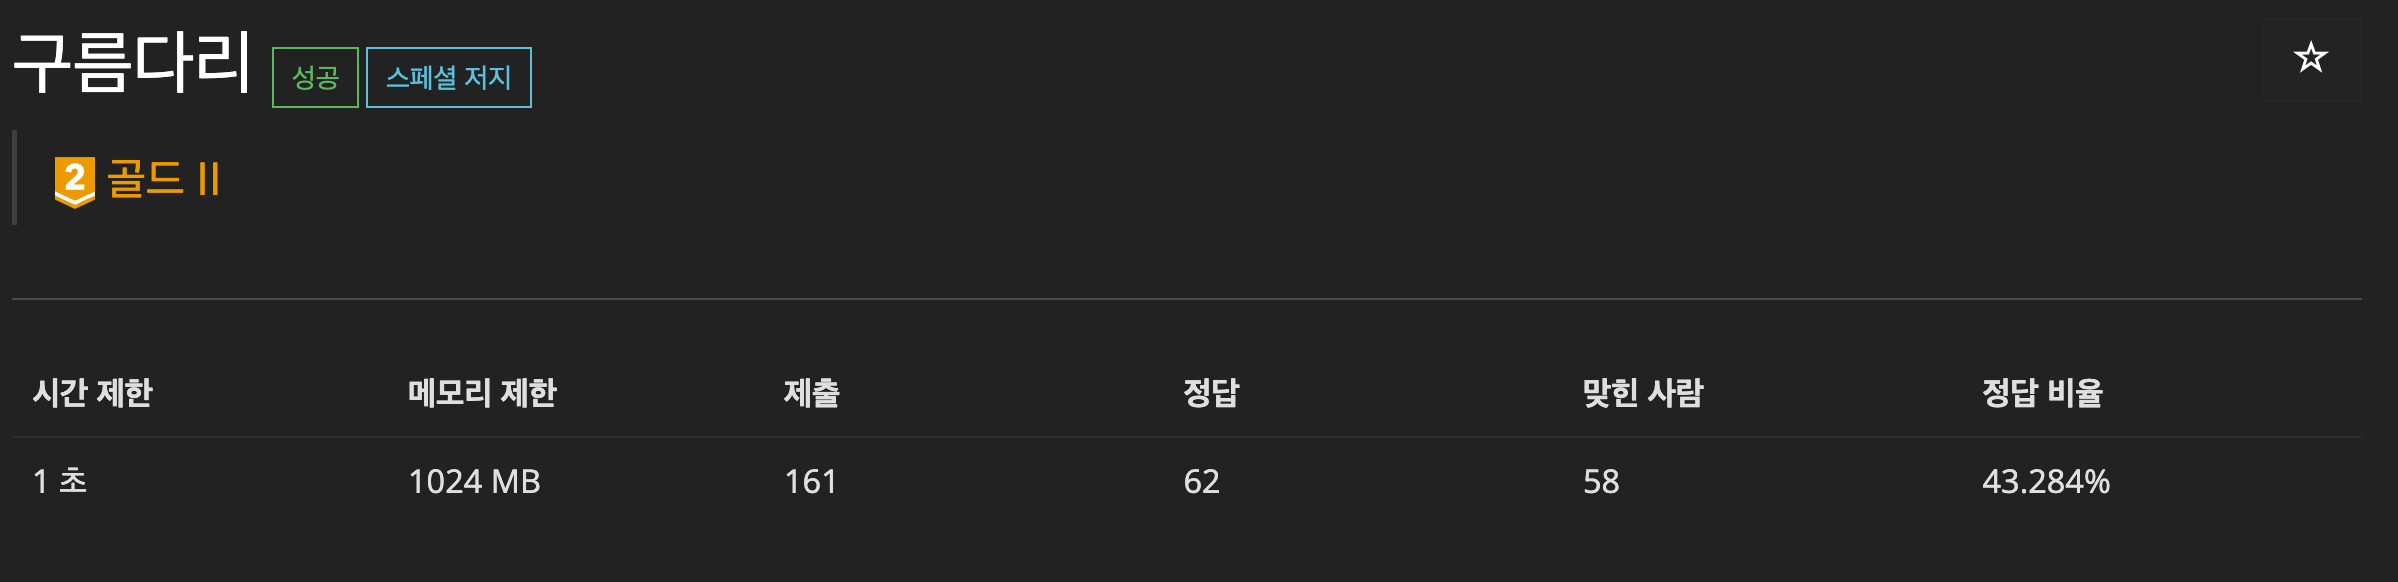 구름다리 성공 스페셜 저지 ☆
2 골드 II
시간 제한 메모리 제한 제출 정답 맞힌 사람 정답 비율
1 초 1024 MB 161 62 58 43.284%